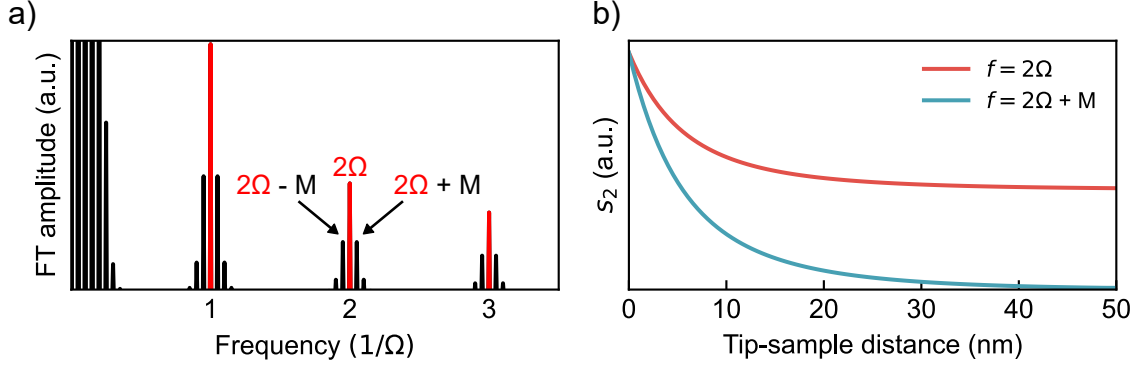 a)
FT amplitude (a.u.)
2Ω - M
2Ω
2Ω + M
1
2
3
Frequency (1/Ω)
b)
s₂ (a.u.)
f = 2Ω
f = 2Ω + M
0
10
20
30
40
50
Tip-sample distance (nm)